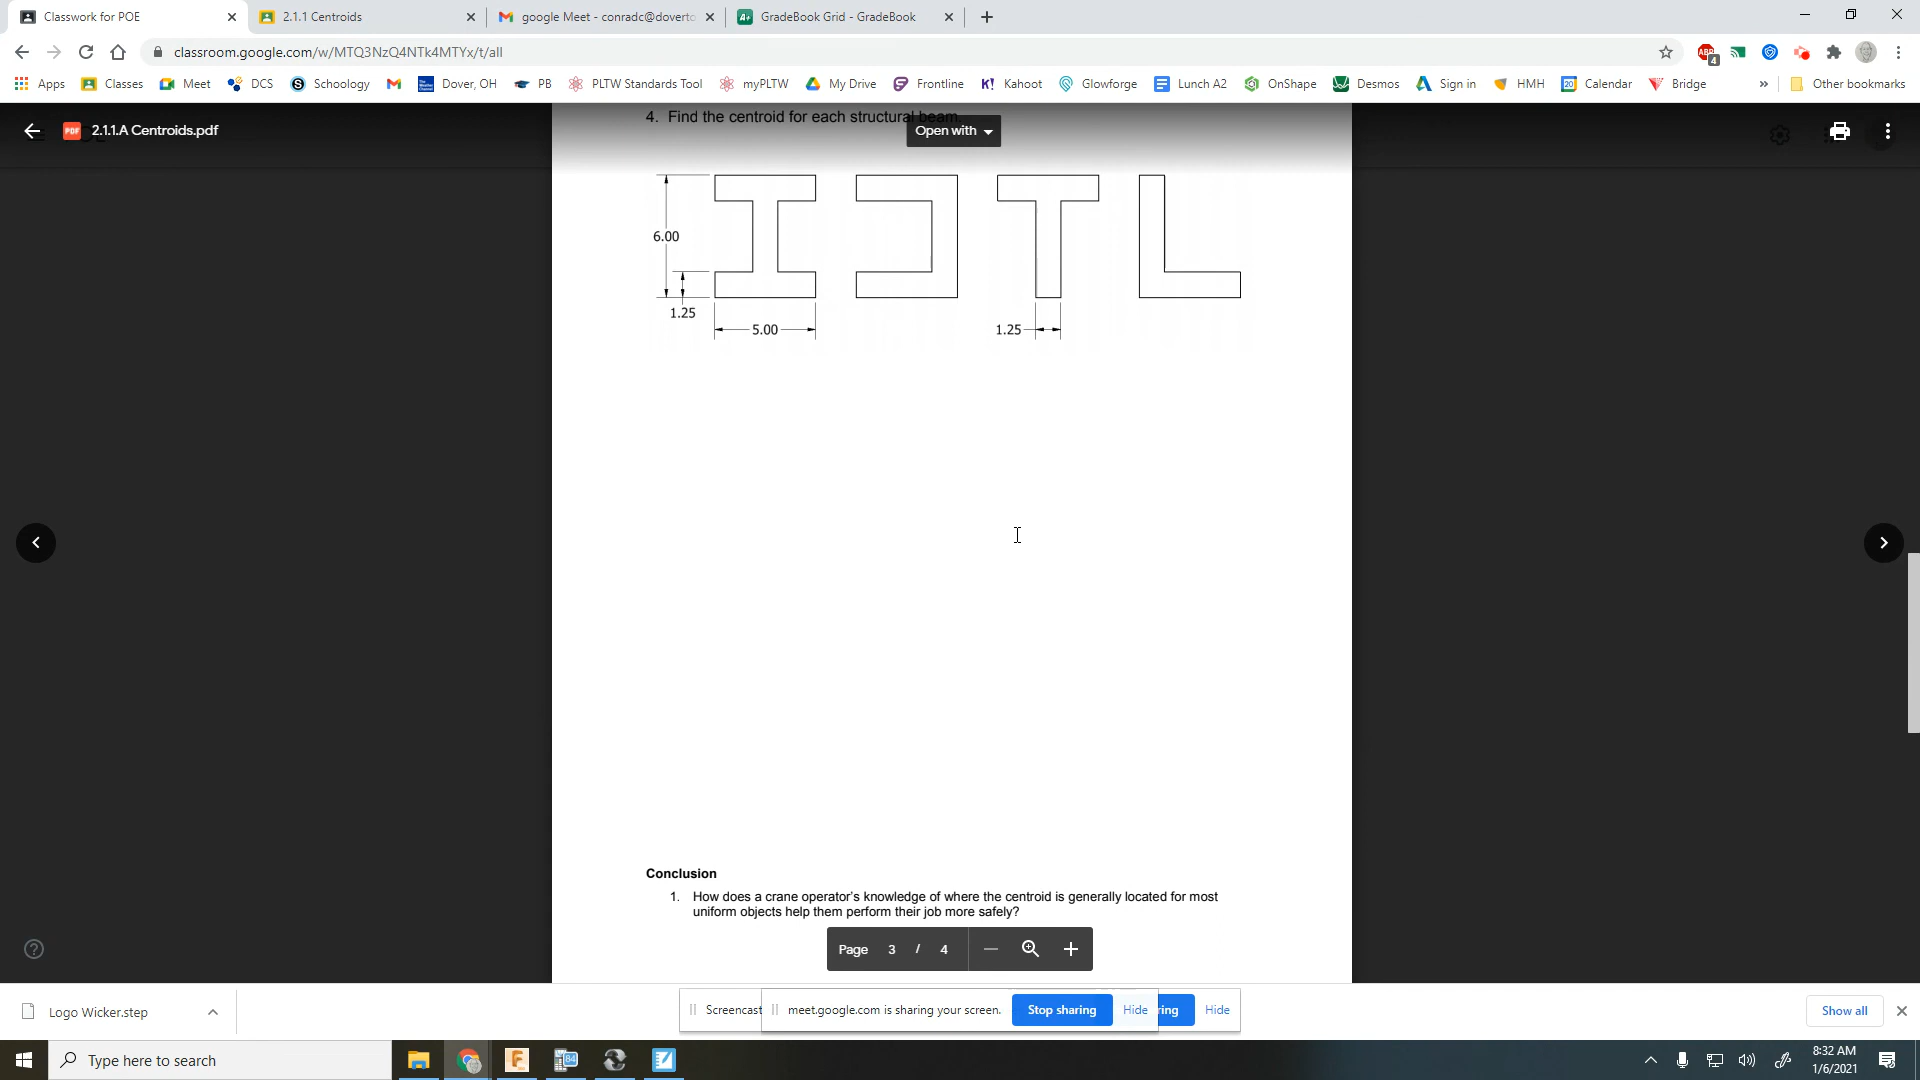 Classwork for POE
2.1.1 Centroids
google Meet - conradc@doverto
GradeBook Grid - GradeBook
classroom.google.com/w/MTQ3NzQ4NTk4MTYx/t/all
ABP
4
Apps
Classes
Meet
DCS
Schoology
Dover, OH
PB
PLTW Standards Tool
myPLTW
My Drive
Frontline
K! Kahoot
Glowforge
Lunch A2
OnShape
Desmos
Sign in
HMH
Calendar
Bridge
»
Other bookmarks
PDF 2.1.1.A Centroids.pdf
Open with
4. Find the centroid for each structural beam.
6.00
1.25
5.00
1.25
Conclusion
1. How does a crane operator's knowledge of where the centroid is generally located for most
uniform objects help them perform their job more safely?
Page 3 / 4
Logo Wicker.step
Screencast
meet.google.com is sharing your screen.
Stop sharing
Hide
ring
Hide
Show all
Type here to search
84
8:32 AM
1/6/2021